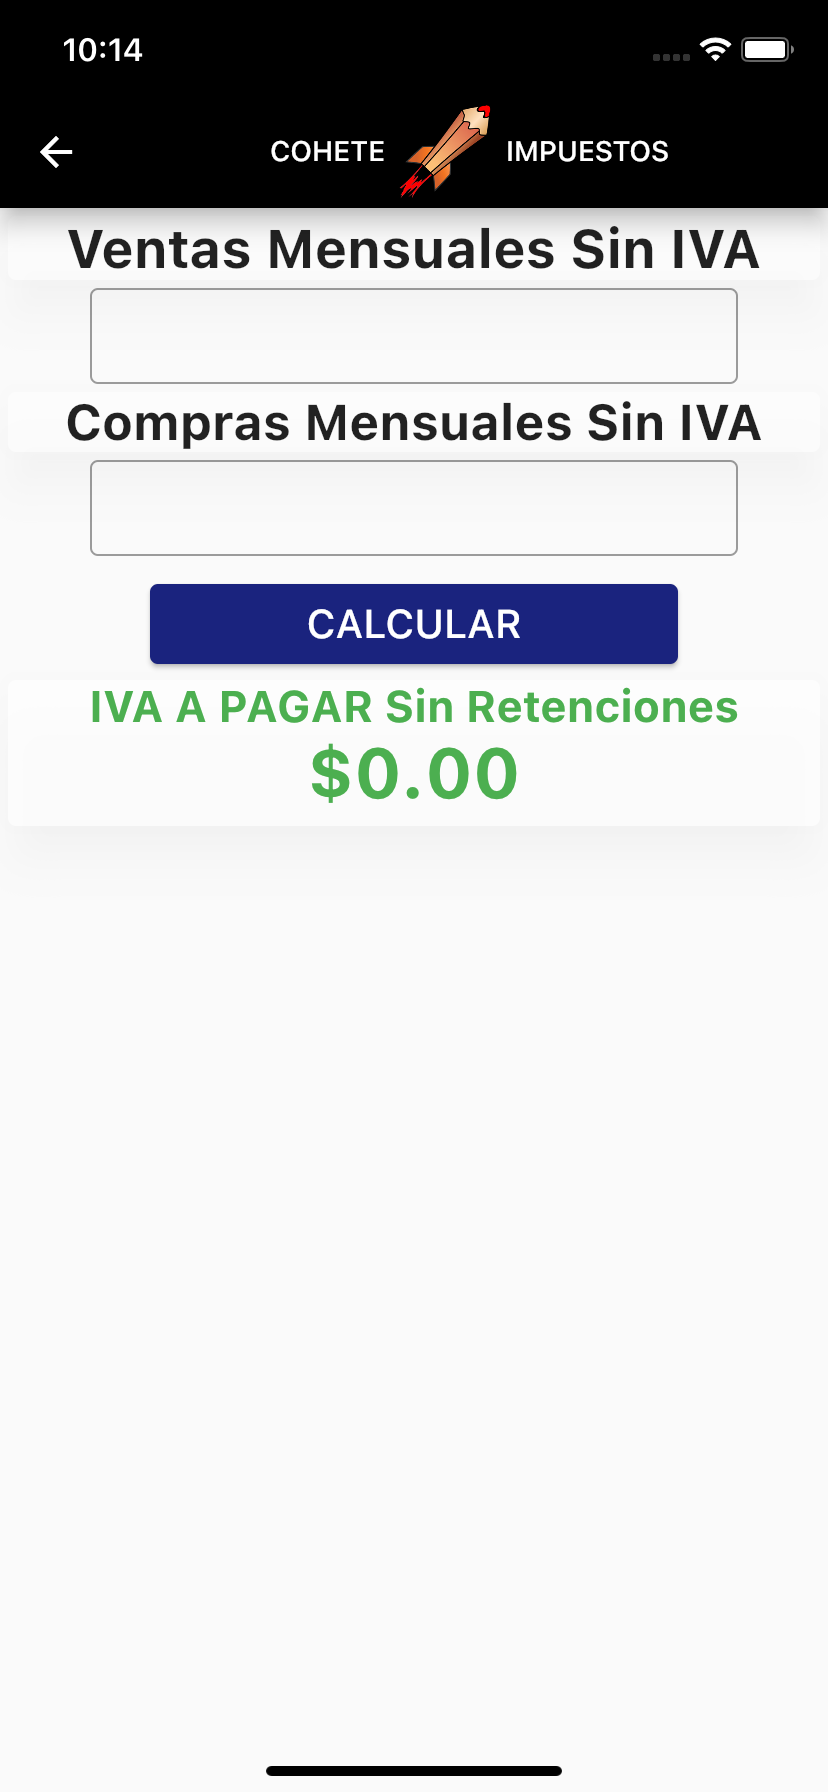 10:14
COHETE IMPUESTOS
Ventas Mensuales Sin IVA
Compras Mensuales Sin IVA
CALCULAR
IVA A PAGAR Sin Retenciones
$0.00